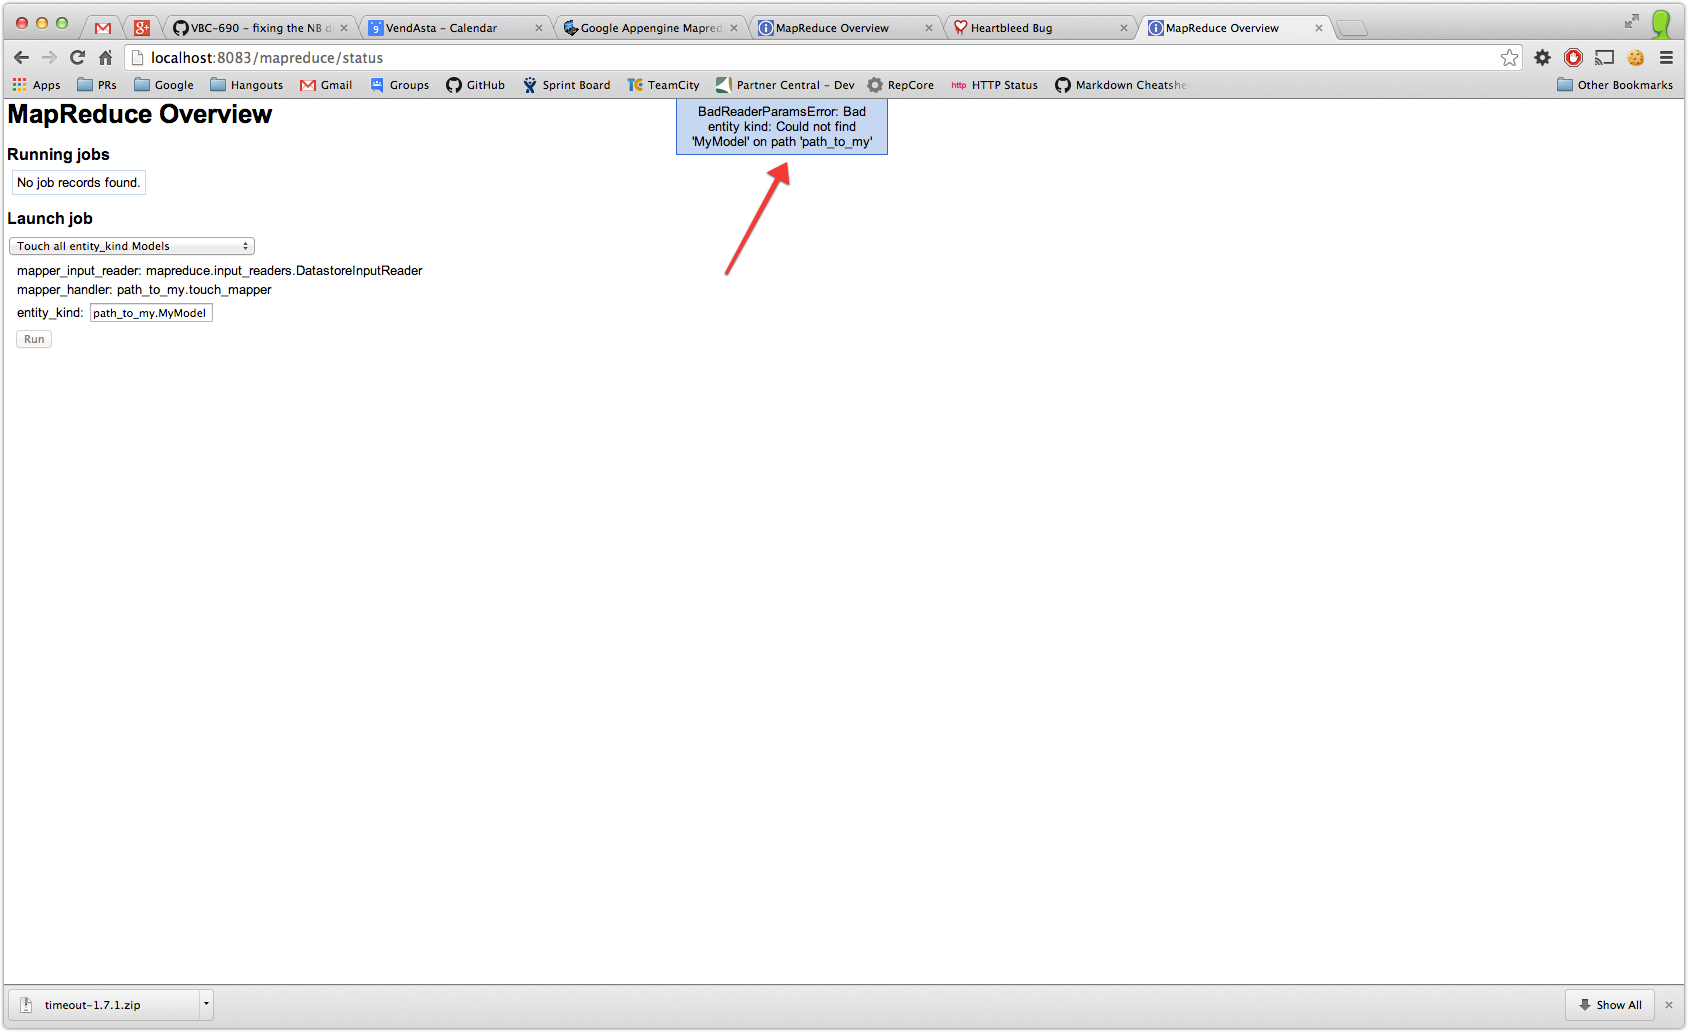 VBC-690 - fixing the NB d
VendAsta - Calendar
Google Appengine Mapred
MapReduce Overview
Heartbleed Bug
MapReduce Overview
localhost:8083/mapreduce/status
Apps
PRs
Google
Hangouts
Gmail
Groups
GitHub
Sprint Board
TeamCity
Partner Central - Dev
RepCore
http HTTP Status
Markdown Cheatshe
Other Bookmarks
MapReduce Overview
BadReaderParamsError: Bad
entity kind: Could not find
'MyModel' on path 'path_to_my'
Running jobs
No job records found.
Launch job
Touch all entity_kind Models
mapper_input_reader: mapreduce.input_readers.DatastoreInputReader
mapper_handler: path_to_my.touch_mapper
entity_kind: path_to_my.MyModel
Run
timeout-1.7.1.zip
Show All